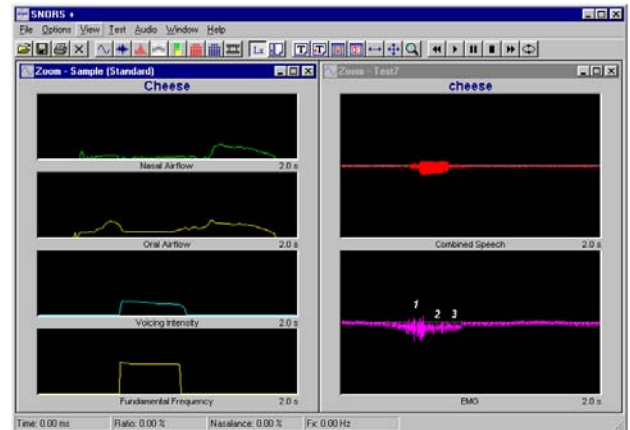 SNORS +
File Options View Test Audio Window Help
Lx
T T
Zoom - Sample (Standard)
Cheese
Nasal Airflow 2.0 s
Oral Airflow 2.0 s
Voicing Intensity 2.0 s
Fundamental Frequency 2.0 s
Zoom - Test7
cheese
Combined Speech 2.0 s
1
2 3
EMG 2.0 s
Time: 0.00 ms Ratio: 0.00 % Nasalance: 0.00 % Fx: 0.00 Hz